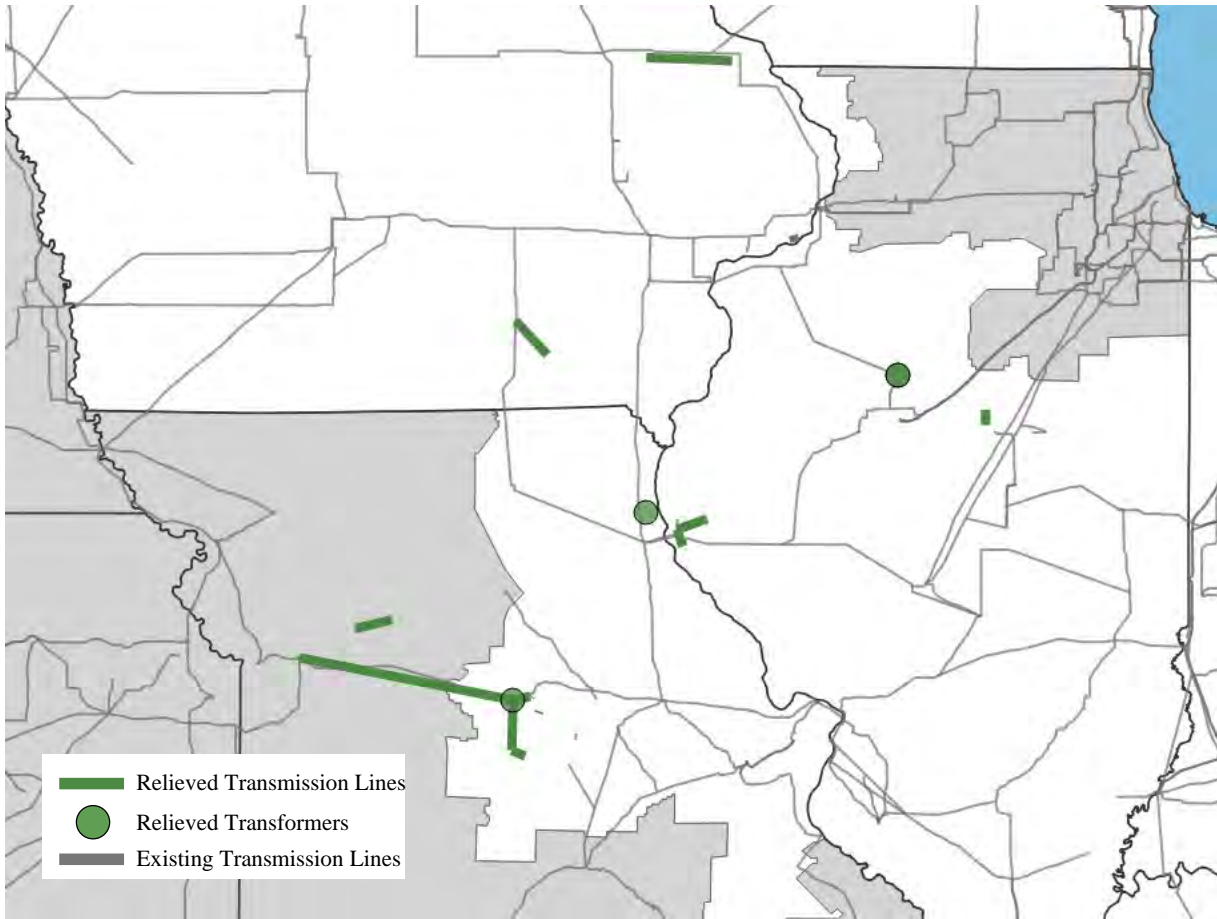 Relieved Transmission Lines
Relieved Transformers
Existing Transmission Lines